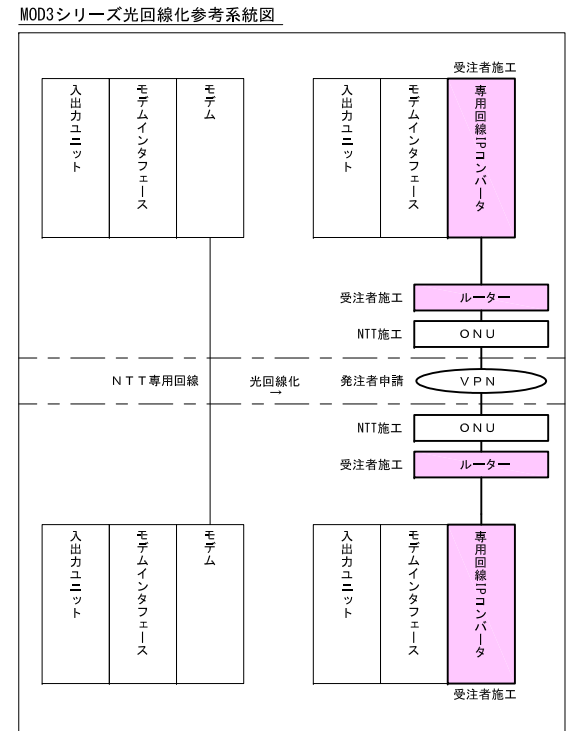 MOD3シリーズ光回線化参考系統図
受注者施工
入出力ユニット
モデムインタフェース
モデム
入出力ユニット
モデムインタフェース
専用回線IPコンバータ
受注者施工
ルーター
NTT施工
ONU
NTT専用回線
光回線化
→
発注者申請
VPN
NTT施工
ONU
受注者施工
ルーター
入出力ユニット
モデムインタフェース
モデム
入出力ユニット
モデムインタフェース
専用回線IPコンバータ
受注者施工